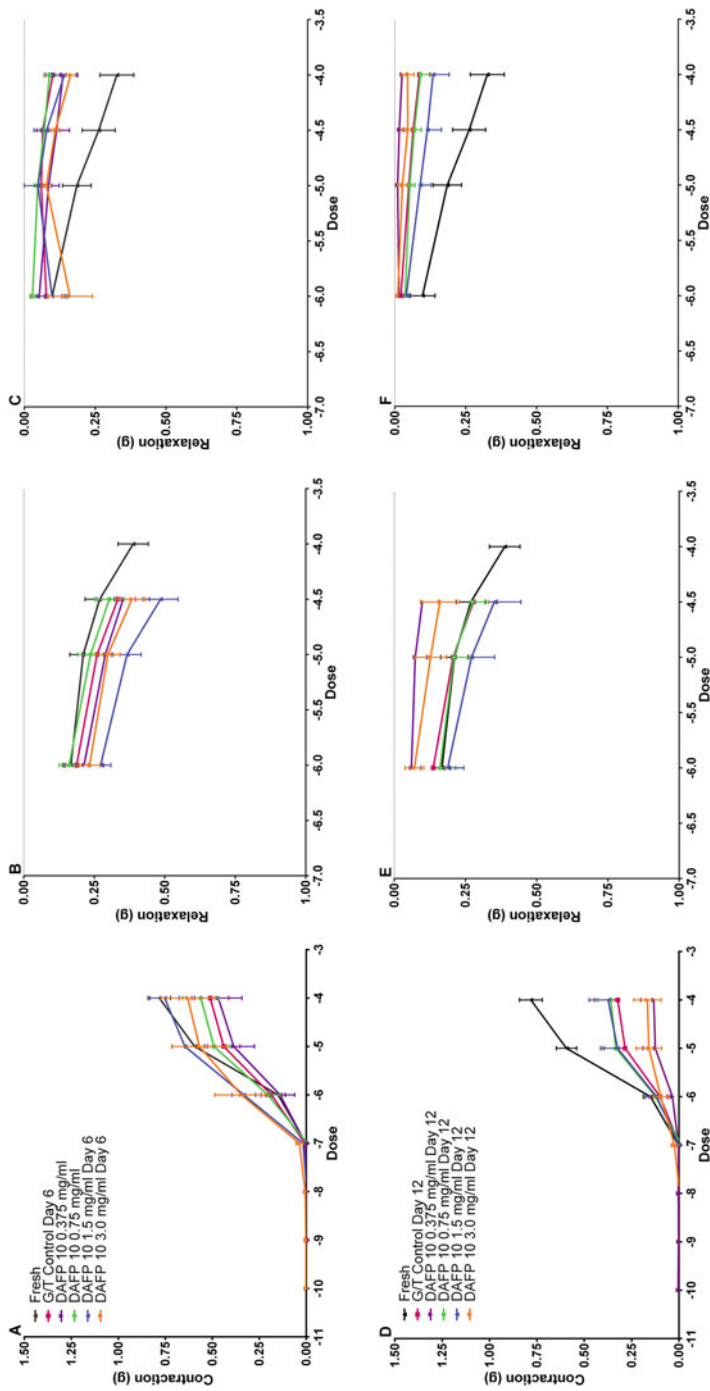 A
Fresh
G/T Control Day 6
DAFP 10 0.375 mg/ml
DAFP 10 0.75 mg/ml
DAFP 10 1.5 mg/ml Day 6
DAFP 10 3.0 mg/ml Day 6
Contraction (g)
1.50
1.25
1.00
0.75
0.50
0.25
0.00
-11 -10 -9 -8 -7 -6 -5 -4 -3
Dose
B
Relaxation (g)
0.00
0.25
0.50
0.75
1.00
-7.0 -6.5 -6.0 -5.5 -5.0 -4.5 -4.0 -3.5
Dose
C
Relaxation (g)
0.00
0.25
0.50
0.75
1.00
-7.0 -6.5 -6.0 -5.5 -5.0 -4.5 -4.0 -3.5
Dose
D
Fresh
G/T Control Day 12
DAFP 10 0.375 mg/ml Day 12
DAFP 10 0.75 mg/ml Day 12
DAFP 10 1.5 mg/ml Day 12
DAFP 10 3.0 mg/ml Day 12
Contraction (g)
1.50
1.25
1.00
0.75
0.50
0.25
0.00
-11 -10 -9 -8 -7 -6 -5 -4 -3
Dose
E
Relaxation (g)
0.00
0.25
0.50
0.75
1.00
-7.0 -6.5 -6.0 -5.5 -5.0 -4.5 -4.0 -3.5
Dose
F
Relaxation (g)
0.00
0.25
0.50
0.75
1.00
-7.0 -6.5 -6.0 -5.5 -5.0 -4.5 -4.0 -3.5
Dose